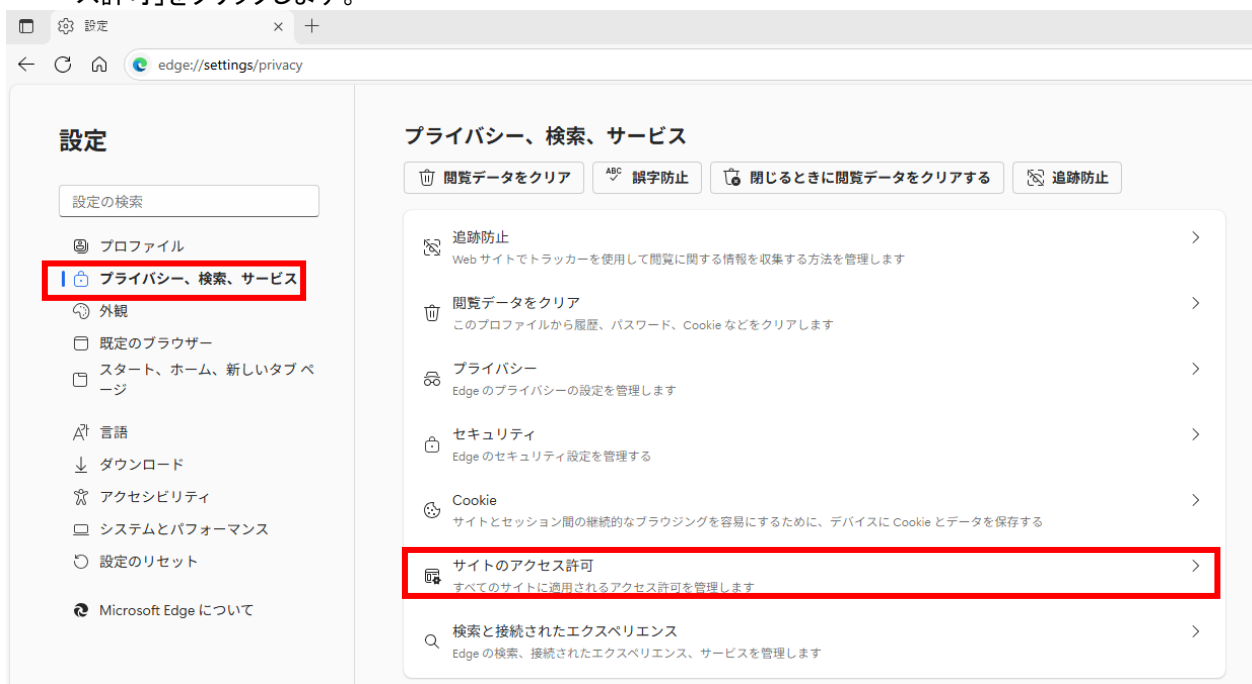 ス許可」をクリックします。
設定
edge://settings/privacy
設定
設定の検索
プロファイル
プライバシー、検索、サービス
外観
既定のブラウザー
スタート、ホーム、新しいタブ ペ
ージ
言語
ダウンロード
アクセシビリティ
システムとパフォーマンス
設定のリセット
Microsoft Edge について
プライバシー、検索、サービス
閲覧データをクリア
ABC 誤字防止
閉じるときに閲覧データをクリアする
追跡防止
追跡防止
Web サイトでトラッカーを使用して閲覧に関する情報を収集する方法を管理します
閲覧データをクリア
このプロファイルから履歴、パスワード、Cookie などをクリアします
プライバシー
Edge のプライバシーの設定を管理します
セキュリティ
Edge のセキュリティ設定を管理する
Cookie
サイトとセッション間の継続的なブラウジングを容易にするために、デバイスに Cookie とデータを保存する
サイトのアクセス許可
すべてのサイトに適用されるアクセス許可を管理します
検索と接続されたエクスペリエンス
Edge の検索、接続されたエクスペリエンス、サービスを管理します